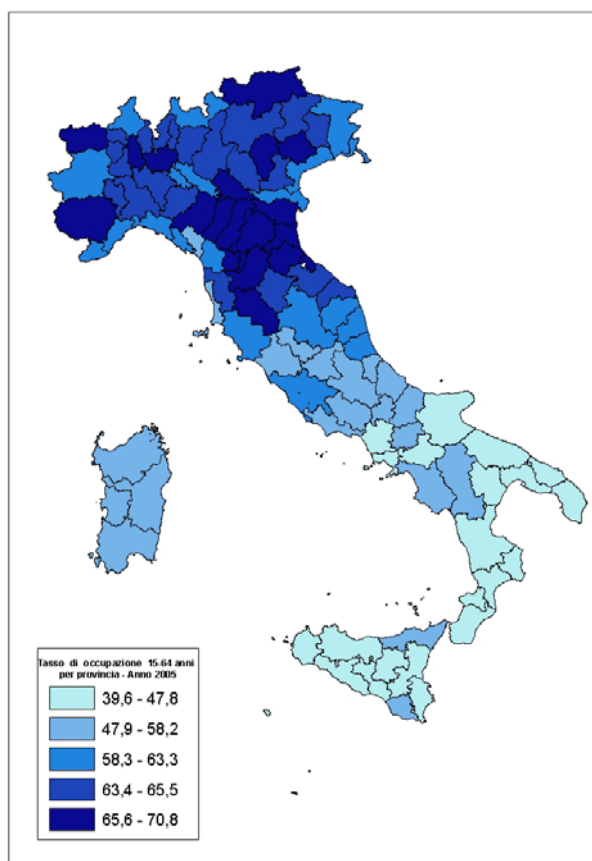 Tasso di occupazione 15-64 anni
per provincia - Anno 2005
39,6 - 47,8
47,9 - 58,2
58,3 - 63,3
63,4 - 65,5
65,6 - 70,8